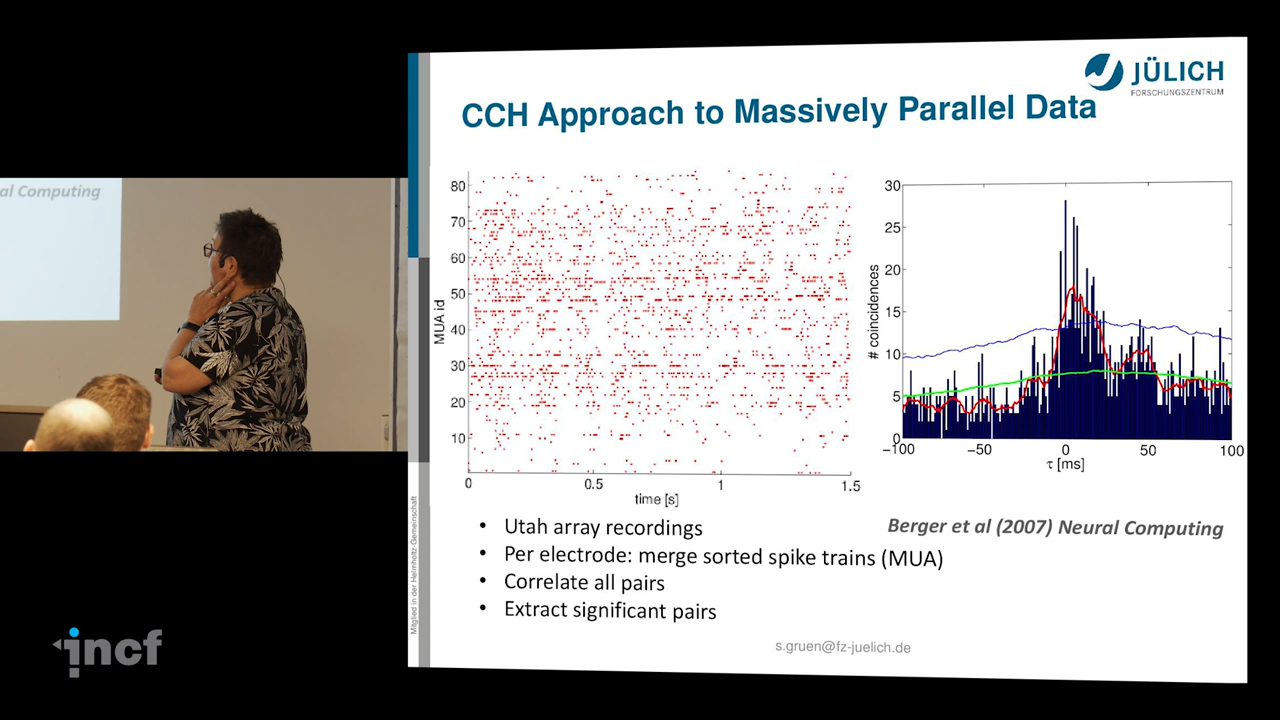 al Computing
JÜLICH
FORSCHUNGSZENTRUM
CCH Approach to Massively Parallel Data
MUA id
80
70
60
50
40
30
20
10
0
0.5
1
1.5
time [s]
# coincidences
30
25
20
15
10
5
0
−100
−50
0
50
100
τ [ms]
• Utah array recordings
• Per electrode: merge sorted spike trains (MUA)
• Correlate all pairs
• Extract significant pairs
Berger et al (2007) Neural Computing
Mitglied in der Helmholtz-Gemeinschaft
s.gruen@fz-juelich.de
incf